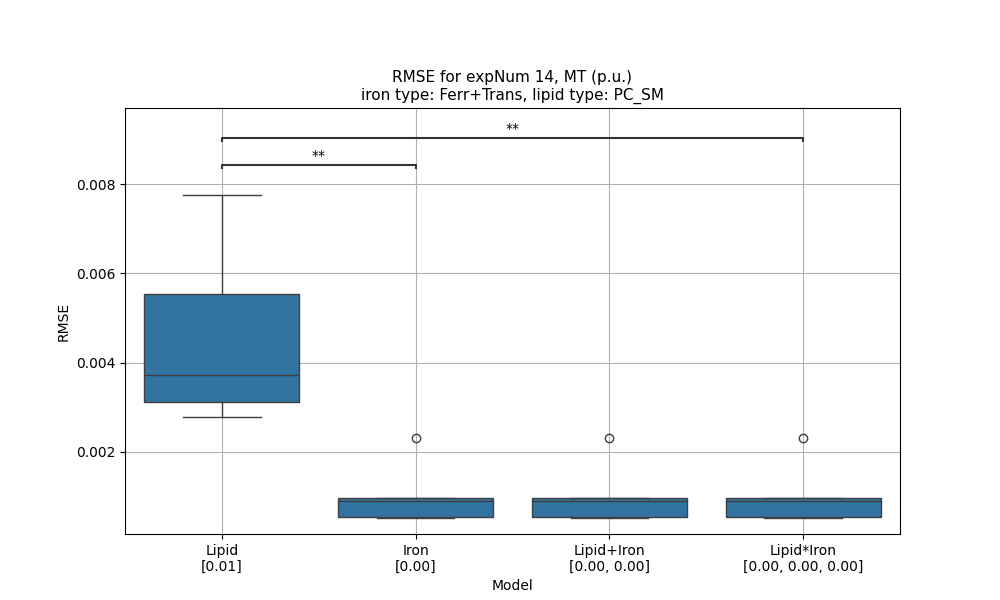 RMSE for expNum 14, MT (p.u.)
iron type: Ferr+Trans, lipid type: PC_SM
**
**
0.008
0.006
0.004
0.002
RMSE
Lipid
[0.01]
Iron
[0.00]
Lipid+Iron
[0.00, 0.00]
Lipid*Iron
[0.00, 0.00, 0.00]
Model